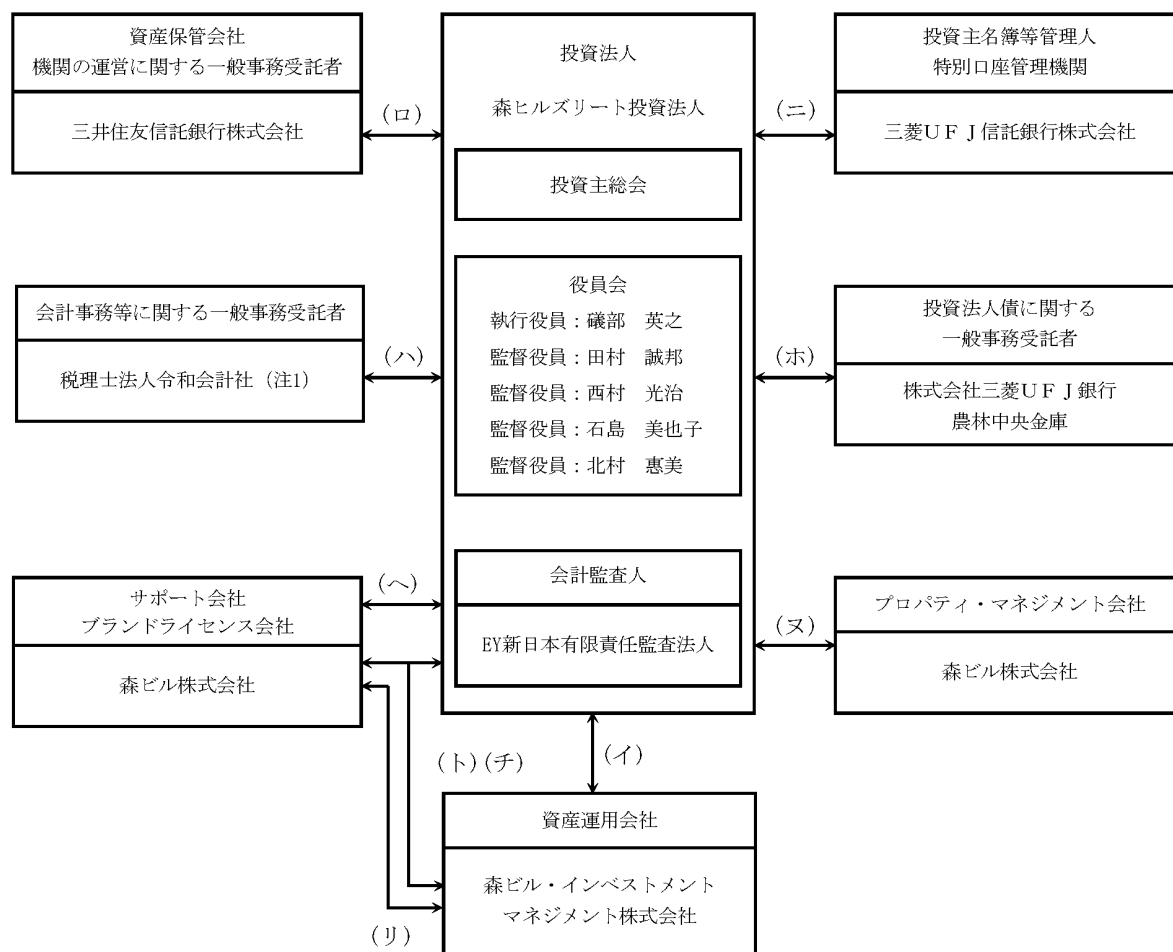 資産保管会社
機関の運営に関する一般事務受託者
三井住友信託銀行株式会社
(ロ)
投資法人
森ヒルズリート投資法人
投資主総会
役員会
執行役員:磯部 英之
監督役員:田村 誠邦
監督役員:西村 光治
監督役員:石島 美也子
監督役員:北村 惠美
会計監査人
EY新日本有限責任監査法人
(ニ)
投資主名簿等管理人
特別口座管理機関
三菱UFJ信託銀行株式会社
会計事務等に関する一般事務受託者
税理士法人令和会計社(注1)
(ハ)
(ホ)
投資法人債に関する
一般事務受託者
株式会社三菱UFJ銀行
農林中央金庫
サポート会社
ブランドライセンス会社
森ビル株式会社
(ヘ)
(ヌ)
プロパティ・マネジメント会社
森ビル株式会社
(ト)(チ)
(イ)
資産運用会社
森ビル・インベストメント
マネジメント株式会社
(リ)